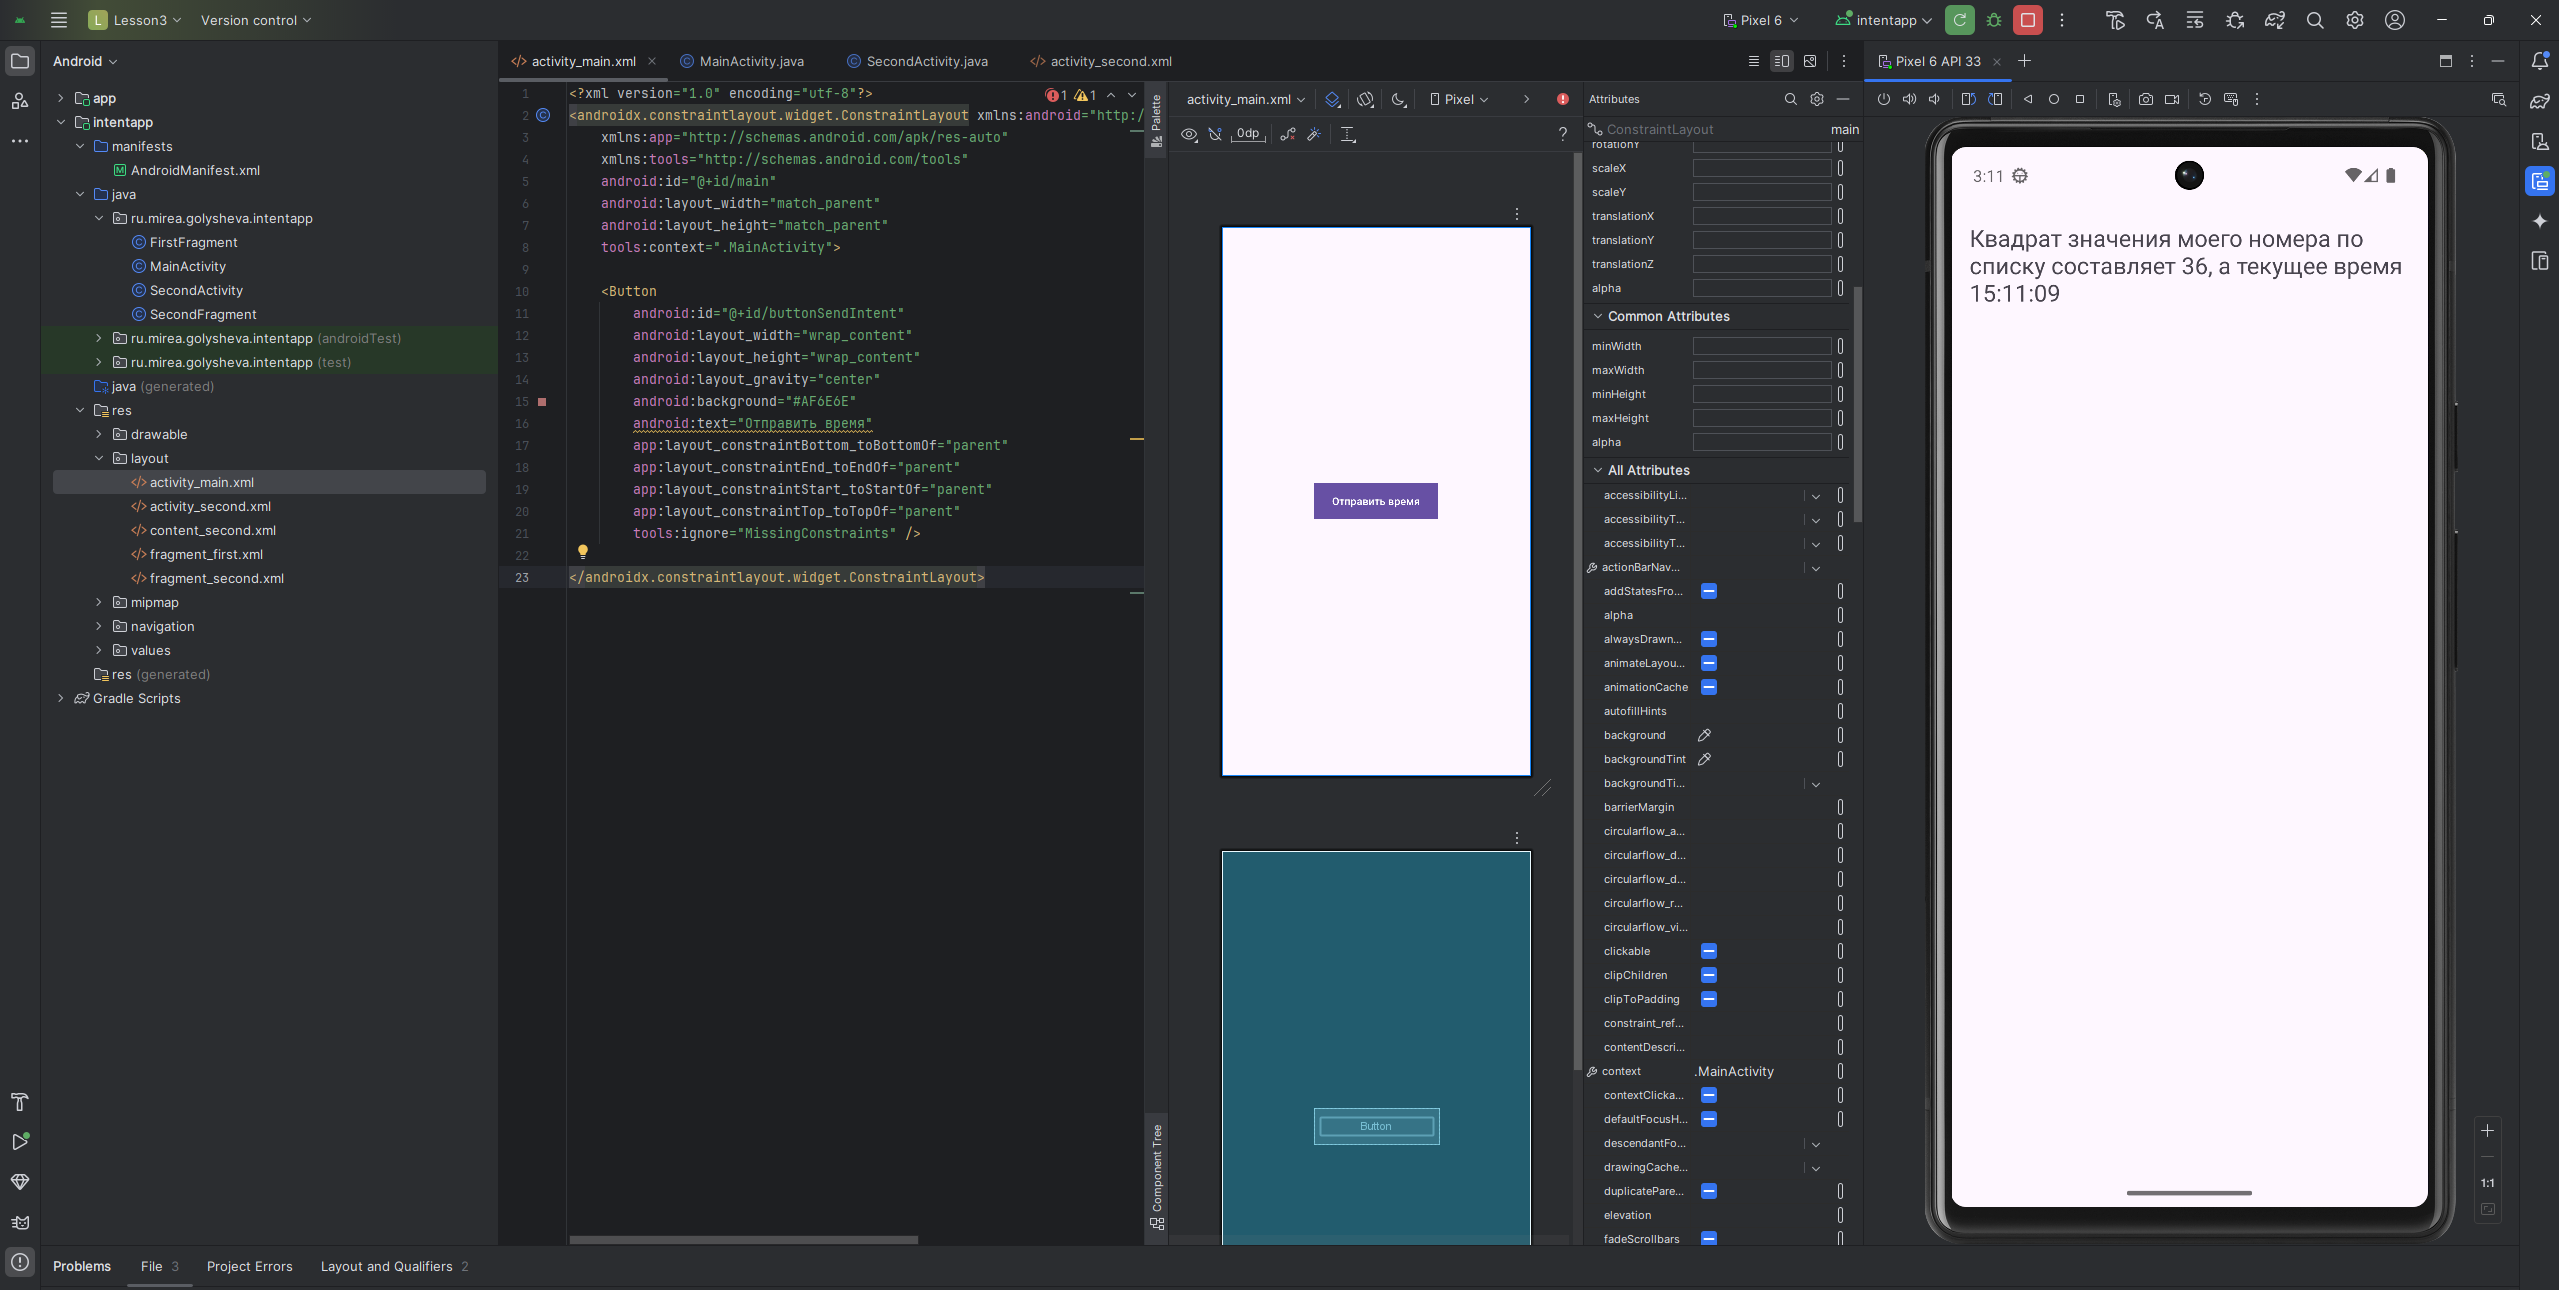 Lesson3
Version control
Pixel 6
intentapp
Android
app
intentapp
manifests
AndroidManifest.xml
java
ru.mirea.golysheva.intentapp
FirstFragment
MainActivity
SecondActivity
SecondFragment
ru.mirea.golysheva.intentapp (androidTest)
ru.mirea.golysheva.intentapp (test)
java (generated)
res
drawable
layout
activity_main.xml
activity_second.xml
content_second.xml
fragment_first.xml
fragment_second.xml
mipmap
navigation
values
res (generated)
Gradle Scripts
activity_main.xml
MainActivity.java
SecondActivity.java
activity_second.xml
1 1
1 <?xml version="1.0" encoding="utf-8"?>
2 <androidx.constraintlayout.widget.ConstraintLayout xmlns:android="http:/
3 xmlns:app="http://schemas.android.com/apk/res-auto"
4 xmlns:tools="http://schemas.android.com/tools"
5 android:id="@+id/main"
6 android:layout_width="match_parent"
7 android:layout_height="match_parent"
8 tools:context=".MainActivity">
9
10 <Button
11 android:id="@+id/buttonSendIntent"
12 android:layout_width="wrap_content"
13 android:layout_height="wrap_content"
14 android:layout_gravity="center"
15 android:background="#AF6E6E"
16 android:text="Отправить время"
17 app:layout_constraintBottom_toBottomOf="parent"
18 app:layout_constraintEnd_toEndOf="parent"
19 app:layout_constraintStart_toStartOf="parent"
20 app:layout_constraintTop_toTopOf="parent"
21 tools:ignore="MissingConstraints" />
22
23 </androidx.constraintlayout.widget.ConstraintLayout>
Palette
Component Tree
activity_main.xml
Pixel
0dp
?
Отправить время
Button
Attributes
ConstraintLayout main
rotationY
scaleX
scaleY
translationX
translationY
translationZ
alpha
Common Attributes
minWidth
maxWidth
minHeight
maxHeight
alpha
All Attributes
accessibilityLi...
accessibilityT...
accessibilityT...
actionBarNav...
addStatesFro...
alpha
alwaysDrawn...
animateLayou...
animationCache
autofillHints
background
backgroundTint
backgroundTi...
barrierMargin
circularflow_a...
circularflow_d...
circularflow_d...
circularflow_r...
circularflow_vi...
clickable
clipChildren
clipToPadding
constraint_ref...
contentDescri...
context .MainActivity
contextClicka...
defaultFocusH...
descendantFo...
drawingCache...
duplicatePare...
elevation
fadeScrollbars
Pixel 6 API 33
3:11
Квадрат значения моего номера по
списку составляет 36, а текущее время
15:11:09
1:1
Problems
File 3
Project Errors
Layout and Qualifiers 2